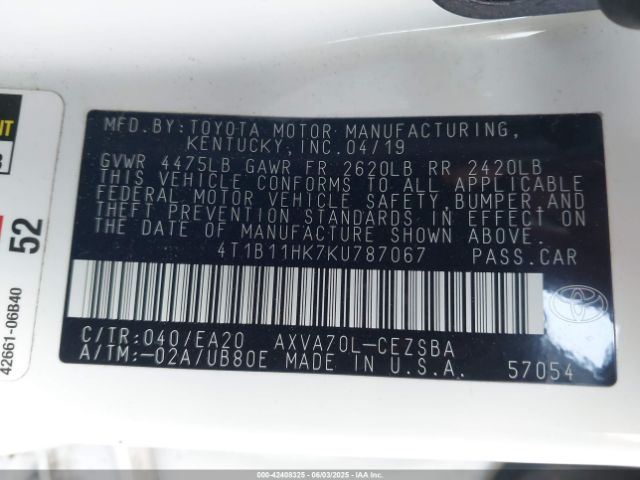 MFD.BY: TOYOTA MOTOR MANUFACTURING,
KENTUCKY, INC.04/19
GVWR 4475LB GAWR FR 2620LB RR 2420LB
THIS VEHICLE CONFORMS TO ALL APPLICABLE
FEDERAL MOTOR VEHICLE SAFETY, BUMPER, AND
THEFT PREVENTION STANDARDS IN EFFECT ON
THE DATE OF MANUFACTURE SHOWN ABOVE.
4T1B11HK7KU787067 PASS.CAR
C/TR: 040/EA20 AXVA70L-CEZSBA
A/TM:-02A/UB80E MADE IN U.S.A.
57054
TOYOTA
52
42661-06B40
000-42408325 - 06/03/2025 - IAAI.COM